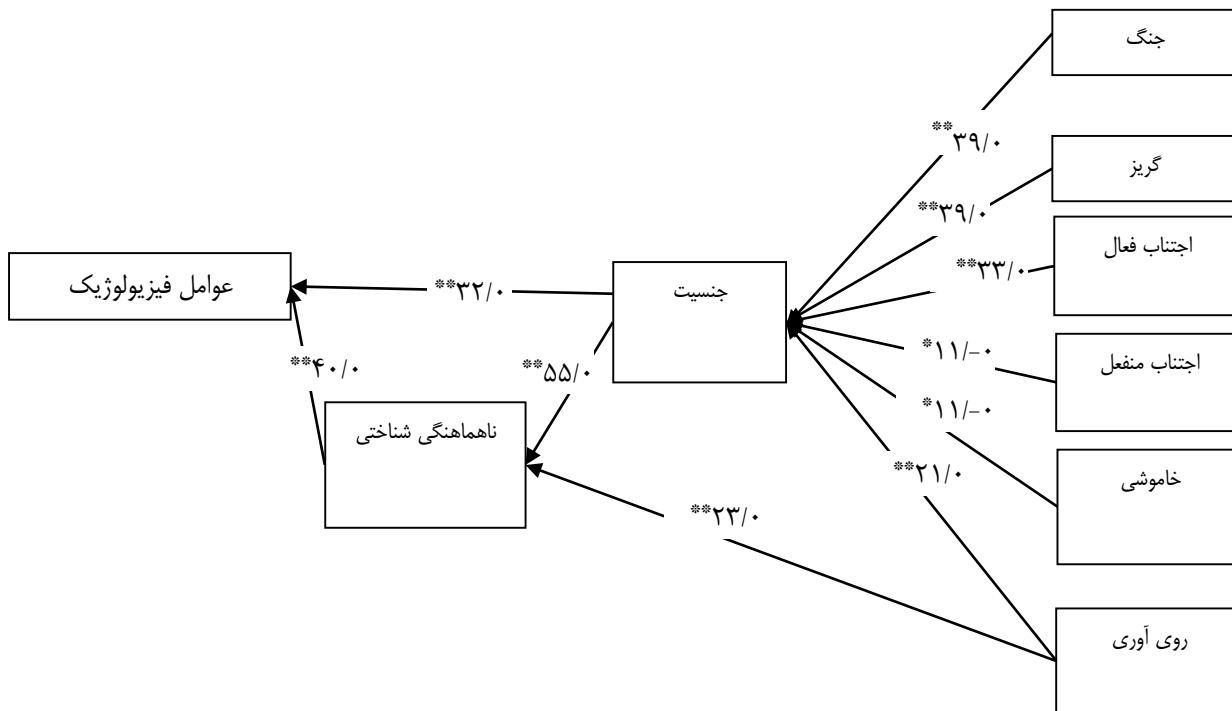 جنگ
**۳۹/۰
گریز
**۳۹/۰
اجتناب فعال
**۳۳/۰
عوامل فیزیولوژیک
**۳۲/۰
جنسیت
*۱۱/-۰
اجتناب منفعل
**۴۰/۰
**۵۵/۰
*۱۱/-۰
ناهماهنگی شناختی
خاموشی
**۲۱/۰
**۲۳/۰
روی آوری